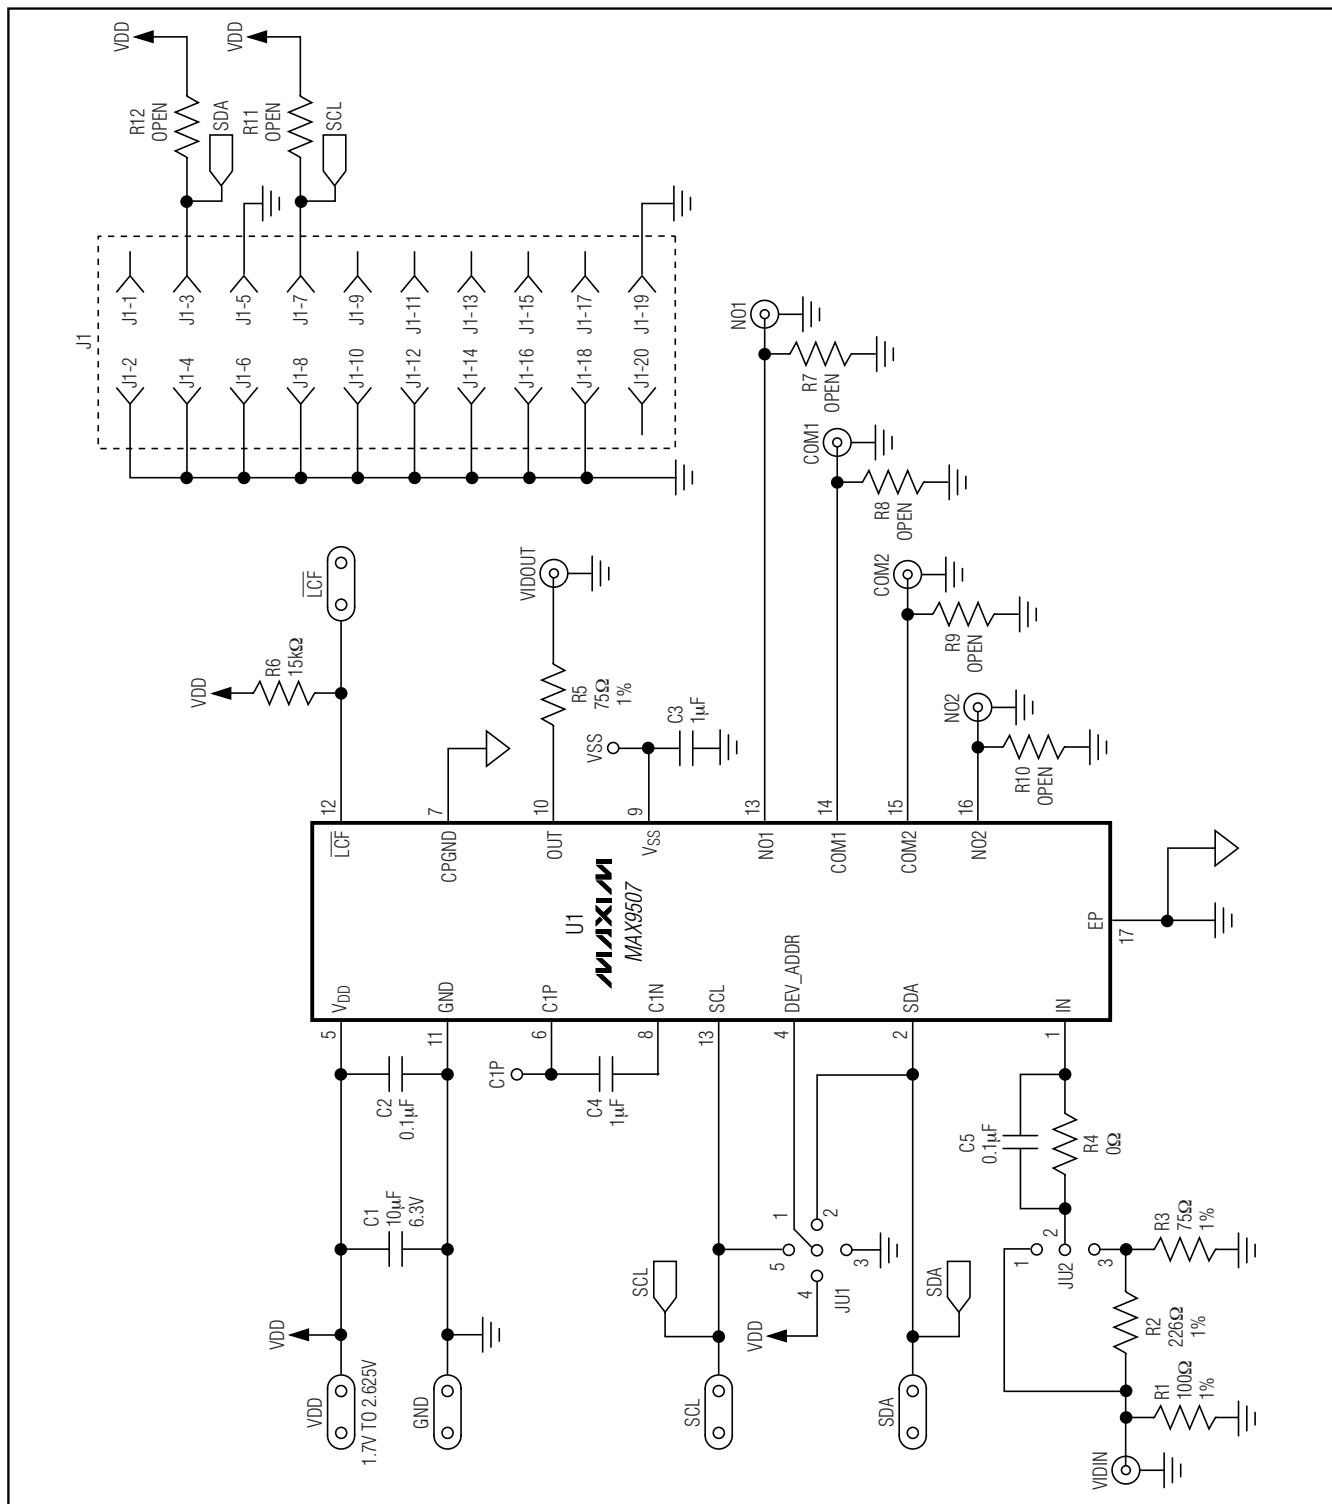 VDD
R12
OPEN
SDA
VDD
R11
OPEN
SCL
J1
J1-1
J1-3
J1-5
J1-7
J1-9
J1-11
J1-13
J1-15
J1-17
J1-19
J1-2
J1-4
J1-6
J1-8
J1-10
J1-12
J1-14
J1-16
J1-18
J1-20
LCF
VDD
R6
15kΩ
VIDOUT
R5
75Ω
1%
VSS
C3
1µF
NO1
R7
OPEN
COM1
R8
OPEN
COM2
R9
OPEN
NO2
R10
OPEN
12
7
10
9
13
14
15
16
LCF
CPGND
OUT
VSS
NO1
COM1
COM2
NO2
U1
MAXIM
MAX9507
EP
17
VDD
GND
C1P
C1N
SCL
DEV_ADDR
SDA
IN
5
11
6
8
13
4
2
1
C2
0.1µF
C1P
C4
1µF
C1
10µF
6.3V
VDD
VDD
1.7V TO 2.625V
GND
SCL
SCL
1
2
3
4
5
JU1
VDD
SDA
SDA
C5
0.1µF
R4
0Ω
1
2
3
JU2
R3
75Ω
1%
R2
226Ω
1%
R1
100Ω
1%
VIDIN